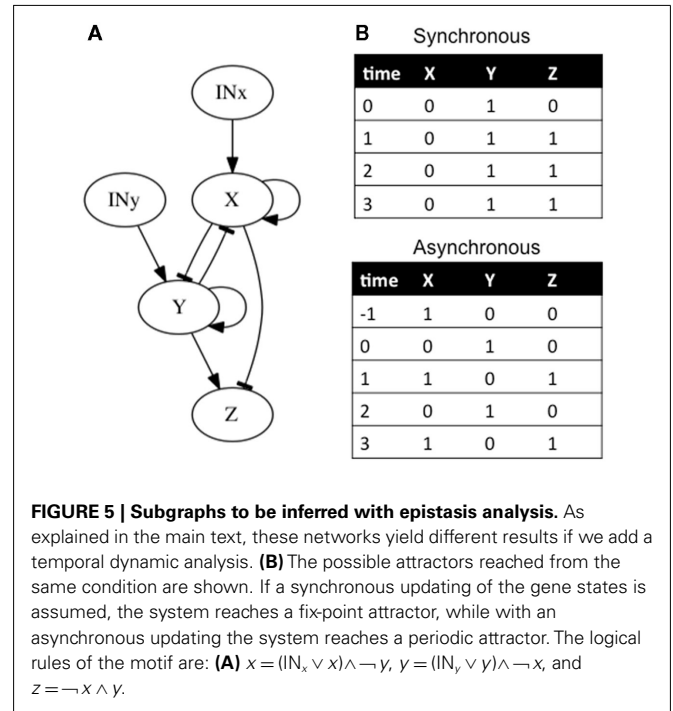 A
INx
INy
X
Y
Z
B
Synchronous
time X Y Z
0 0 1 0
1 0 1 1
2 0 1 1
3 0 1 1
Asynchronous
time X Y Z
-1 1 0 0
0 0 1 0
1 1 0 1
2 0 1 0
3 1 0 1
FIGURE 5 | Subgraphs to be inferred with epistasis analysis. As
explained in the main text, these networks yield different results if we add a
temporal dynamic analysis. (B) The possible attractors reached from the
same condition are shown. If a synchronous updating of the gene states is
assumed, the system reaches a fix-point attractor, while with an
asynchronous updating the system reaches a periodic attractor. The logical
rules of the motif are: (A) x = (INₓ ∨ x) ∧ ¬ y, y = (INᵧ ∨ y) ∧ ¬ x, and
z = ¬ x ∧ y.